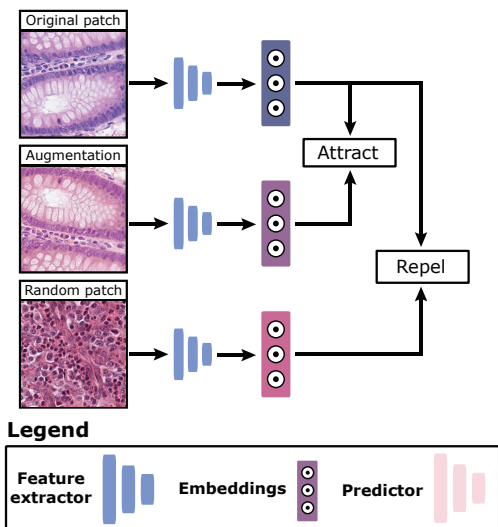 Original patch
Augmentation
Attract
Repel
Random patch
Legend
Feature
extractor
Embeddings
Predictor